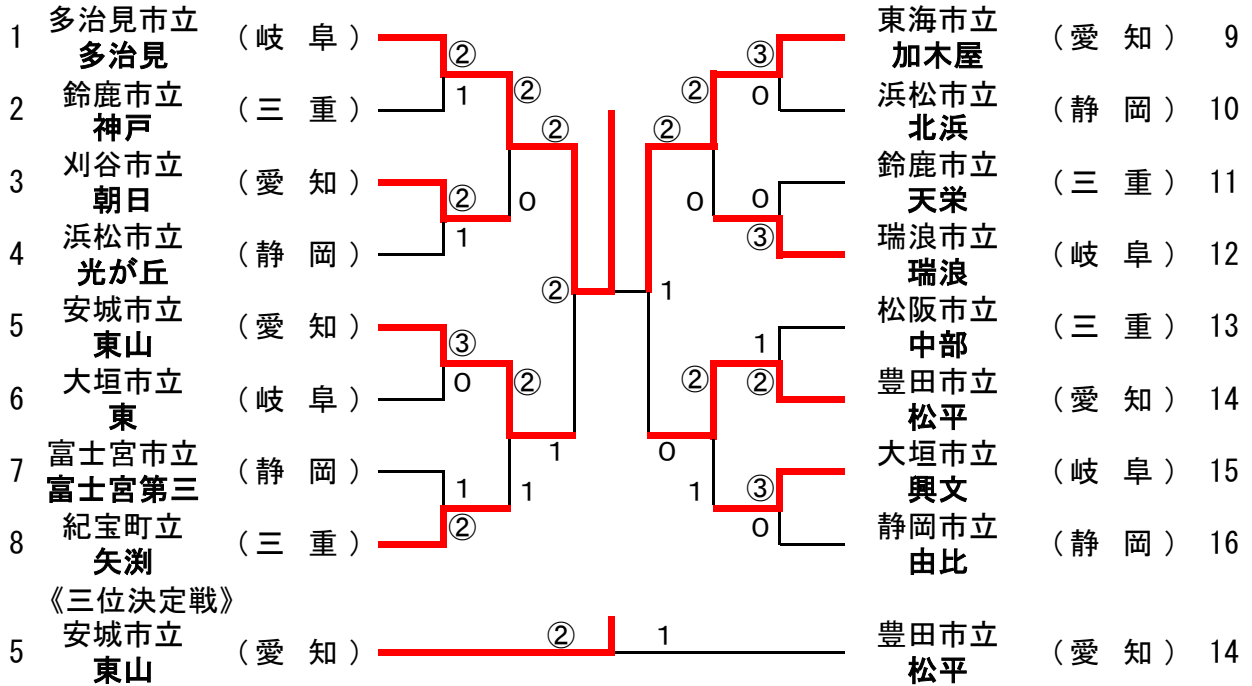 1 多治見市立 多治見 （岐 阜）
2 鈴鹿市立 神戸 （三 重）
3 刈谷市立 朝日 （愛 知）
4 浜松市立 光が丘 （静 岡）
5 安城市立 東山 （愛 知）
6 大垣市立 東 （岐 阜）
7 富士宮市立 富士宮第三 （静 岡）
8 紀宝町立 矢渕 （三 重）
② 1
② 1
③ 0
1 ②
② 0
② 1
② 1
② 1
② 0
② 0
② 1
③ 0
0 ③
1 ②
③ 0
東海市立 加木屋 （愛 知） 9
浜松市立 北浜 （静 岡） 10
鈴鹿市立 天栄 （三 重） 11
瑞浪市立 瑞浪 （岐 阜） 12
松阪市立 中部 （三 重） 13
豊田市立 松平 （愛 知） 14
大垣市立 興文 （岐 阜） 15
静岡市立 由比 （静 岡） 16
《三位決定戦》
5 安城市立 東山 （愛 知） ② 1 豊田市立 松平 （愛 知） 14